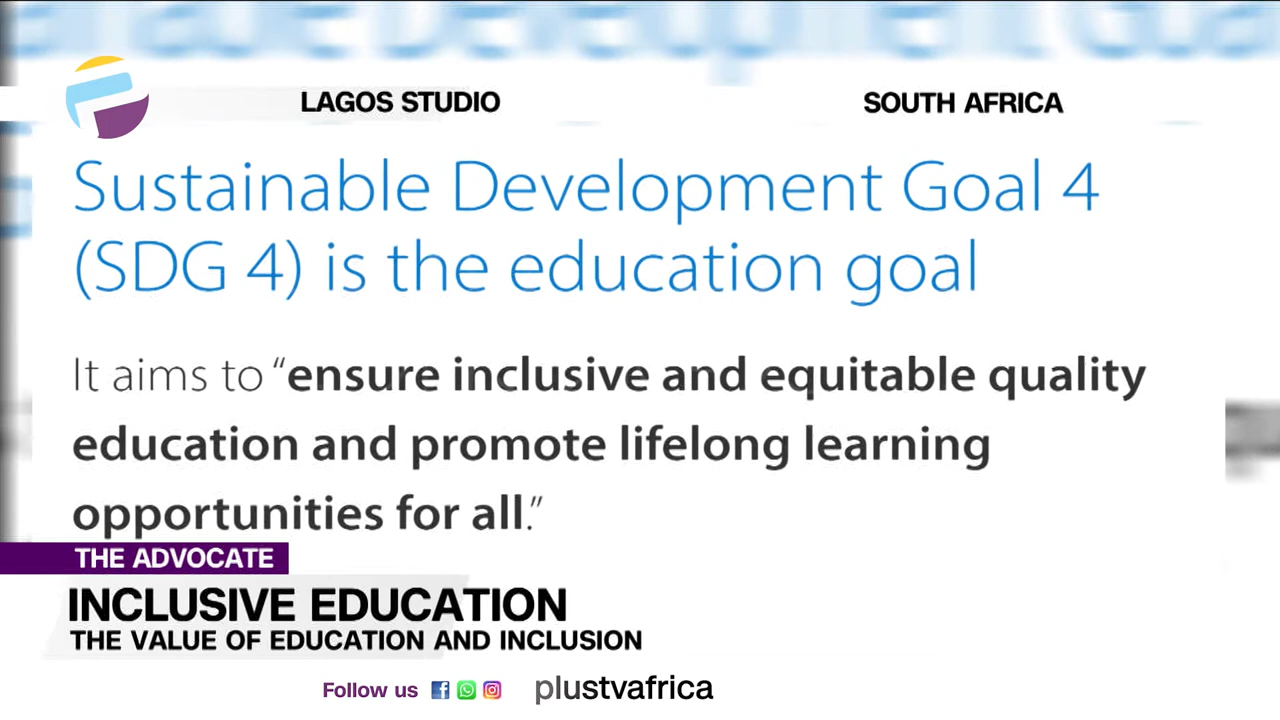 LAGOS STUDIO
SOUTH AFRICA
Sustainable Development Goal 4
(SDG 4) is the education goal
It aims to “ensure inclusive and equitable quality
education and promote lifelong learning
opportunities for all.”
THE ADVOCATE
INCLUSIVE EDUCATION
THE VALUE OF EDUCATION AND INCLUSION
Follow us plustvafrica